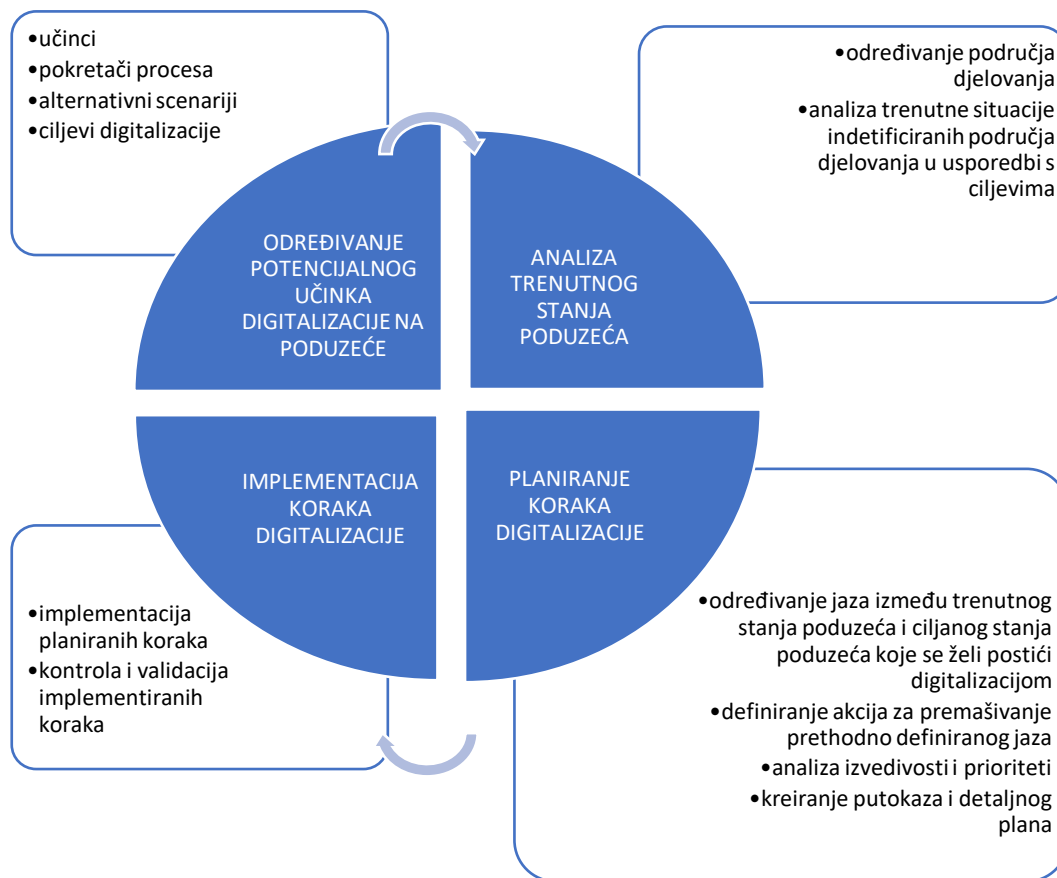 •učinci
•pokretači procesa
•alternativni scenariji
•ciljevi digitalizacije
•određivanje područja
djelovanja
•analiza trenutne situacije
indetificiranih područja
djelovanja u usporedbi s
ciljevima
ODREĐIVANJE
POTENCIJALNOG
UČINKA
DIGITALIZACIJE NA
PODUZEĆE
ANALIZA
TRENUTNOG
STANJA
PODUZEĆA
IMPLEMENTACIJA
KORAKA
DIGITALIZACIJE
PLANIRANJE
KORAKA
DIGITALIZACIJE
•implementacija
planiranih koraka
•kontrola i validacija
implementiranih
koraka
•određivanje jaza između trenutnog
stanja poduzeća i ciljanog stanja
poduzeća koje se želi postići
digitalizacijom
•definiranje akcija za premašivanje
prethodno definiranog jaza
•analiza izvedivosti i prioriteti
•kreiranje putokaza i detaljnog
plana